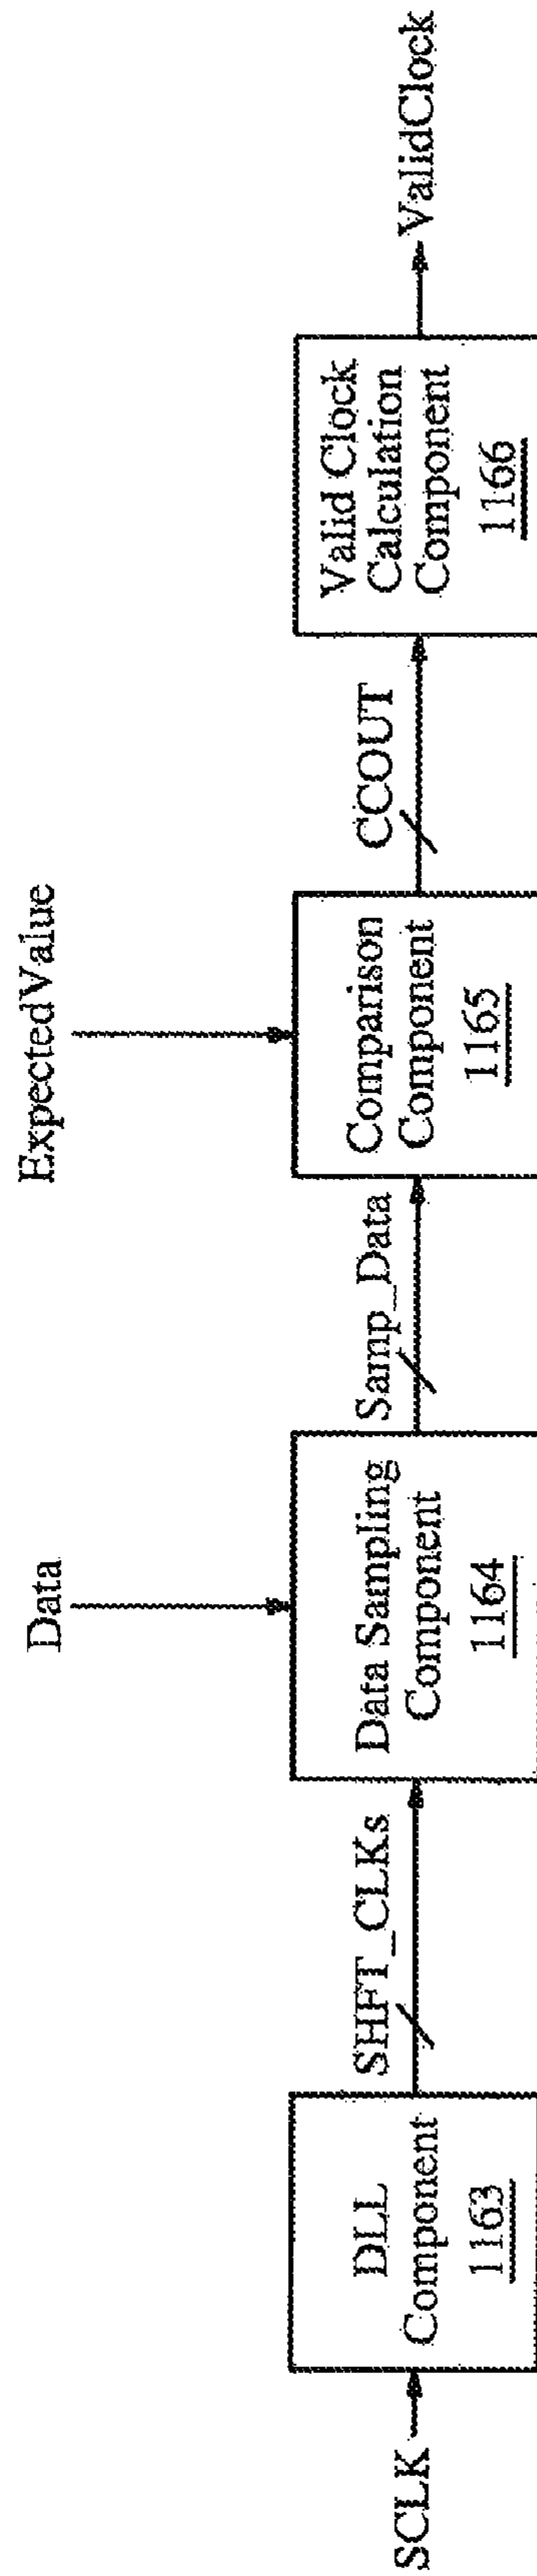 ExpectedValue
Data
SCLK
DLL
Component
1163
SHFT_CLKs
Data Sampling
Component
1164
Samp_Data
Comparison
Component
1165
CCOUT
Valid Clock
Calculation
Component
1166
ValidClock